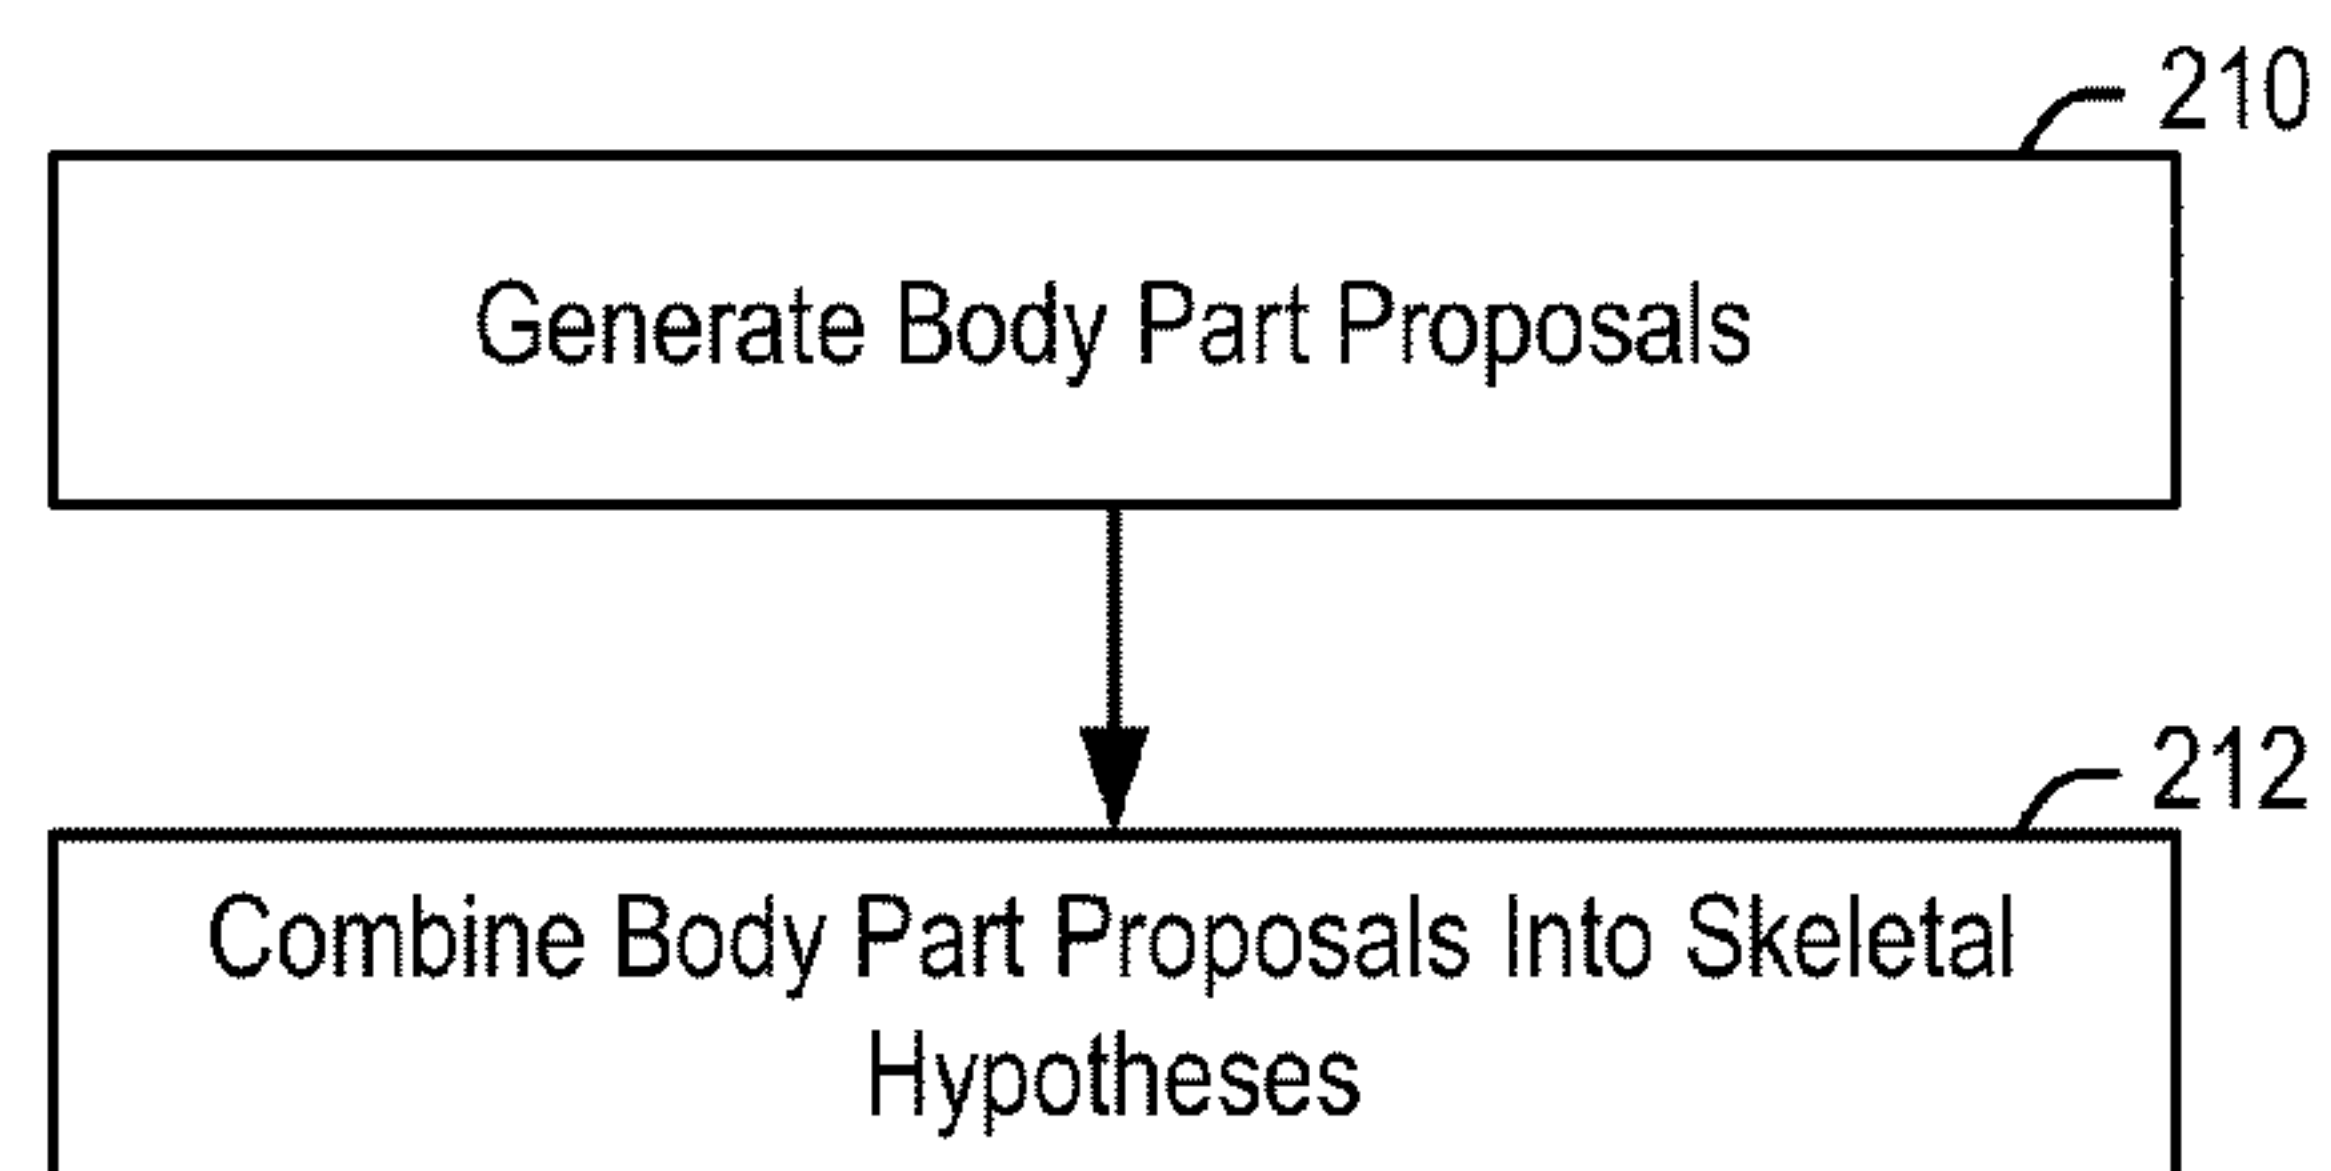 210
Generate Body Part Proposals
212
Combine Body Part Proposals Into Skeletal
Hypotheses